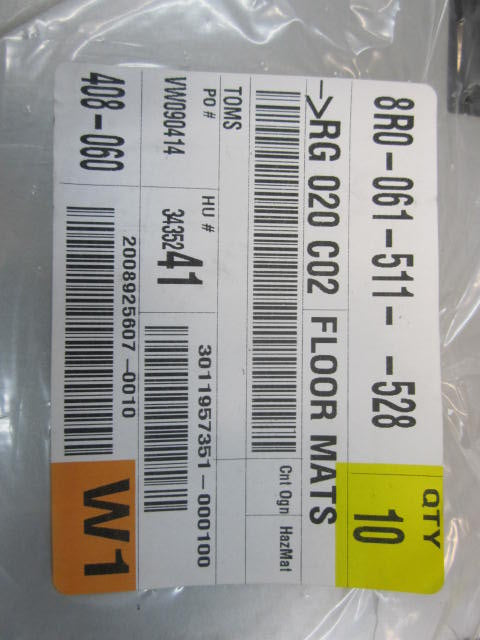 8R0-061-511- -528
QTY
10
->RG 020 C02 FLOOR MATS
Cnt Ogn HazMat
TOMS
PO #
VW090414
HU #
3435241
3011957351-000100
408-060
2008925607-0010
W1